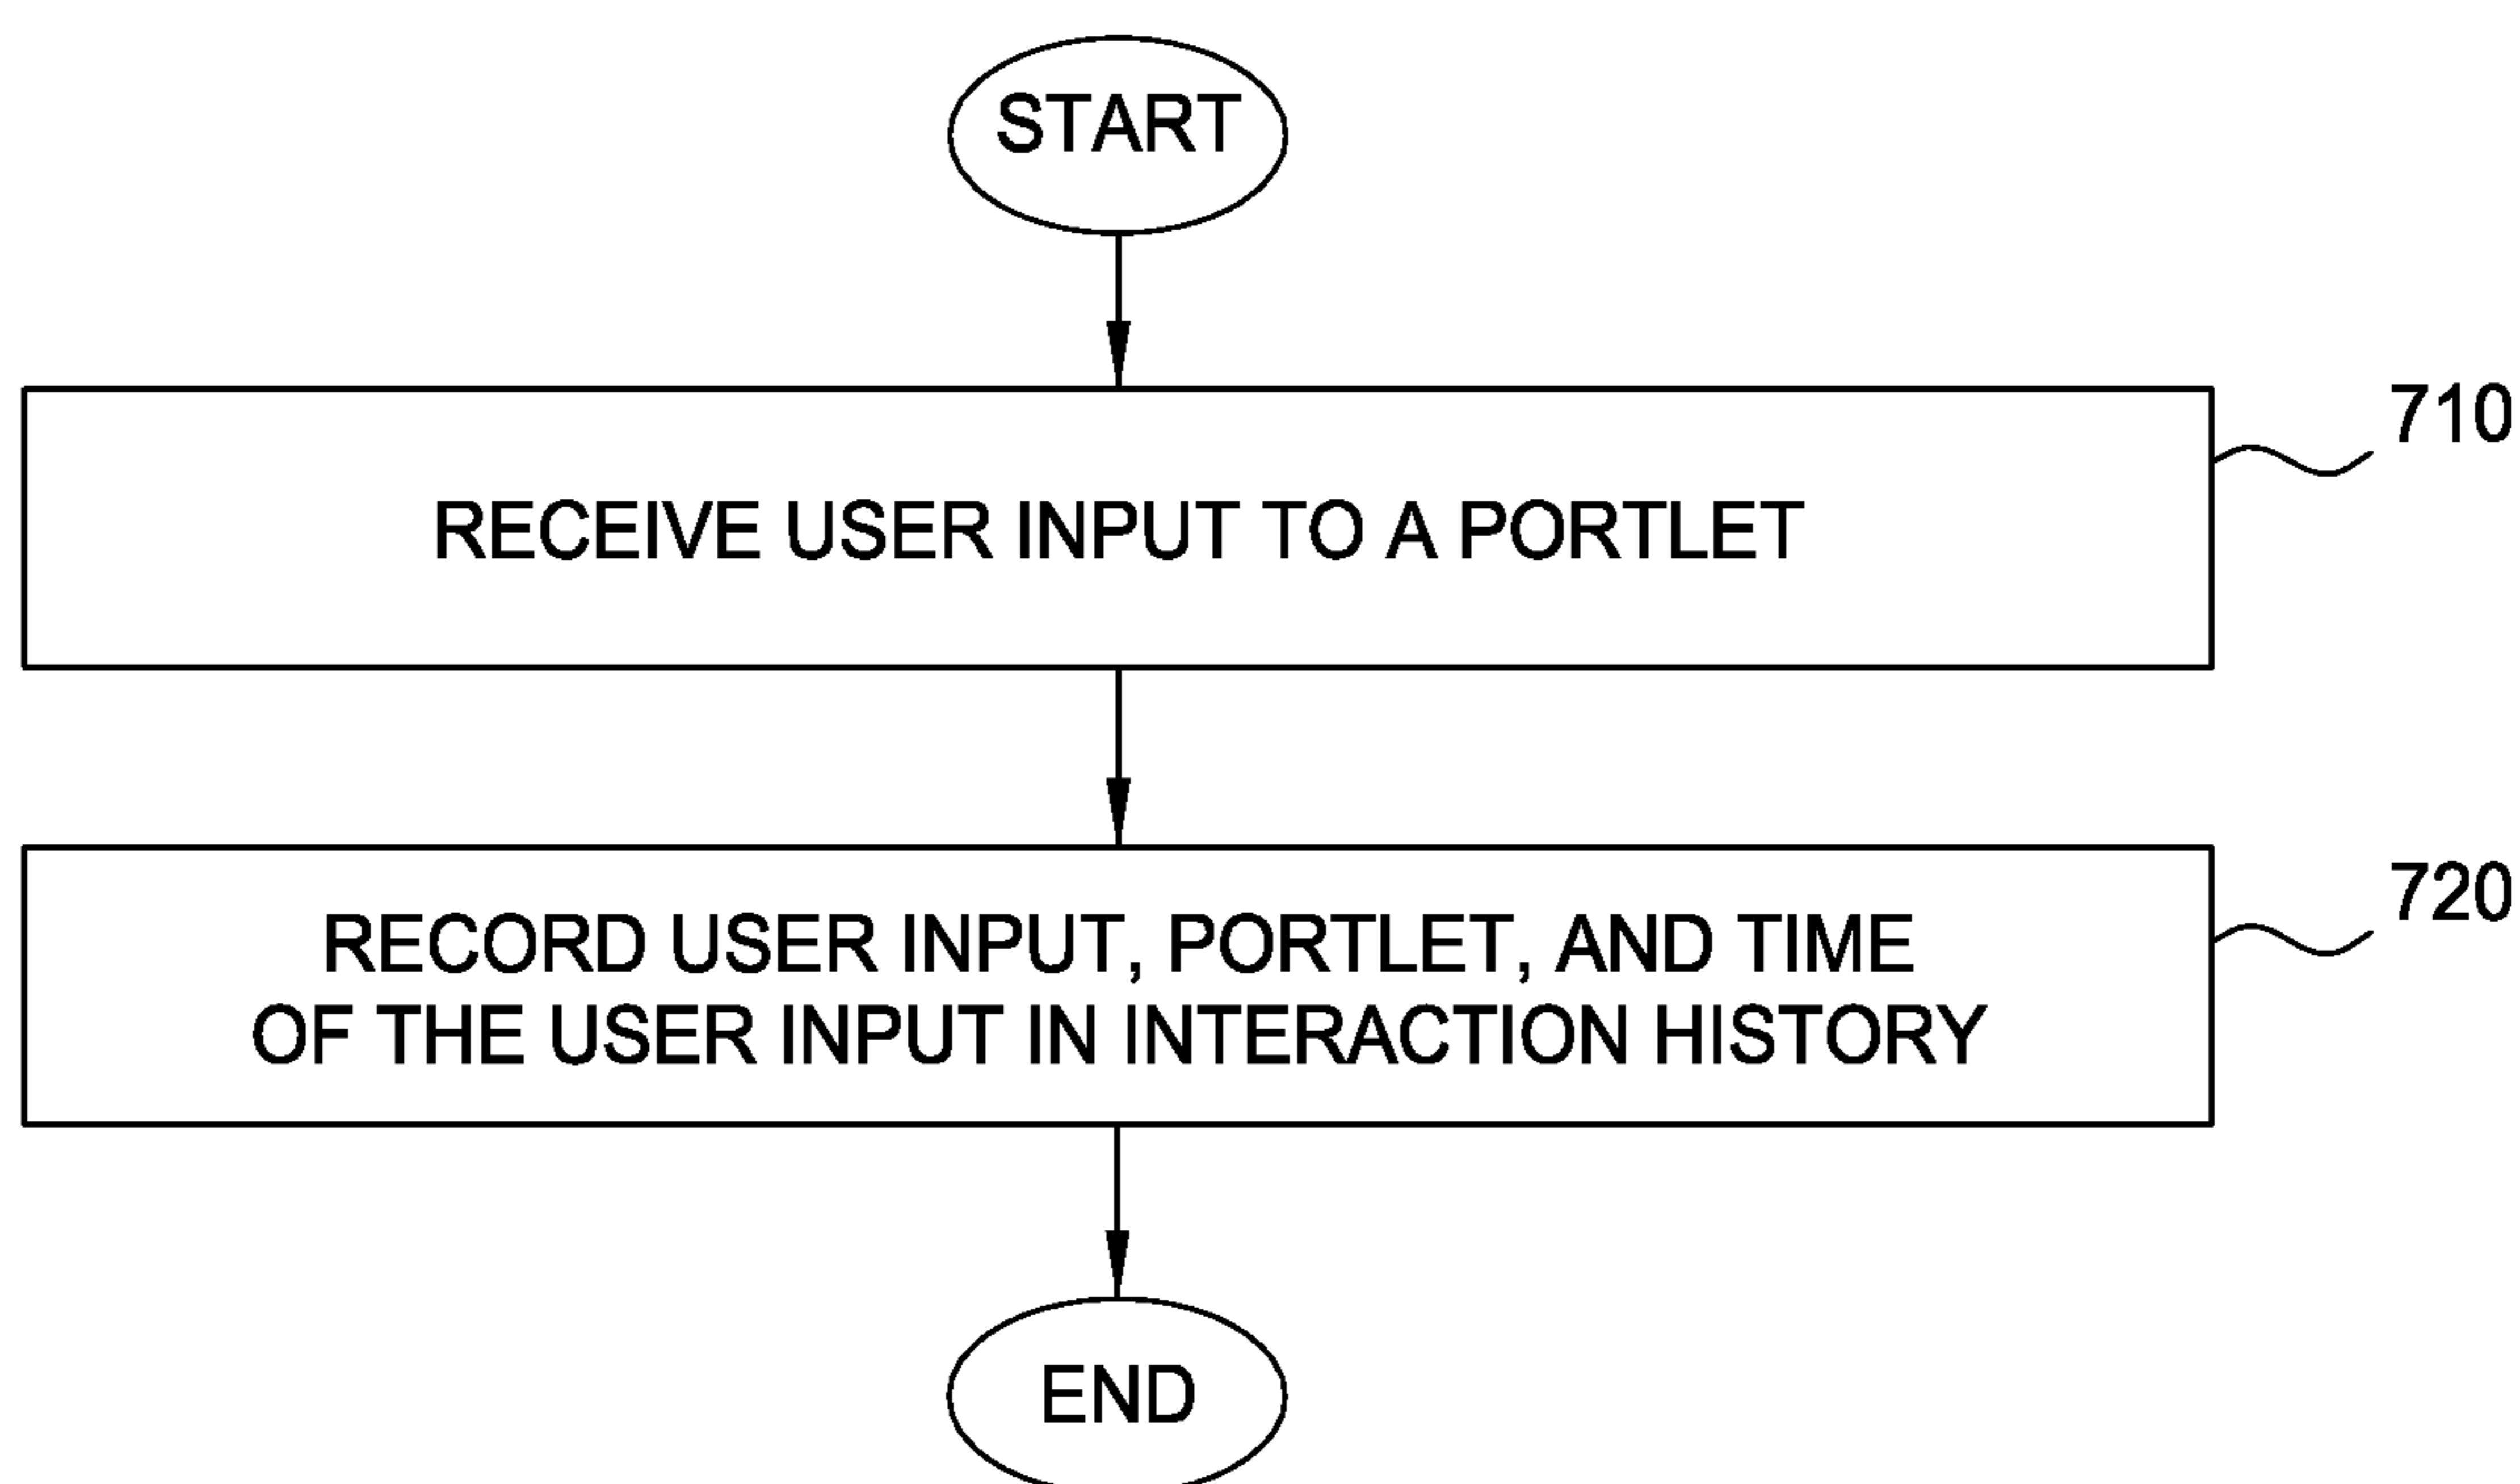 START
710
RECEIVE USER INPUT TO A PORTLET
720
RECORD USER INPUT, PORTLET, AND TIME
OF THE USER INPUT IN INTERACTION HISTORY
END